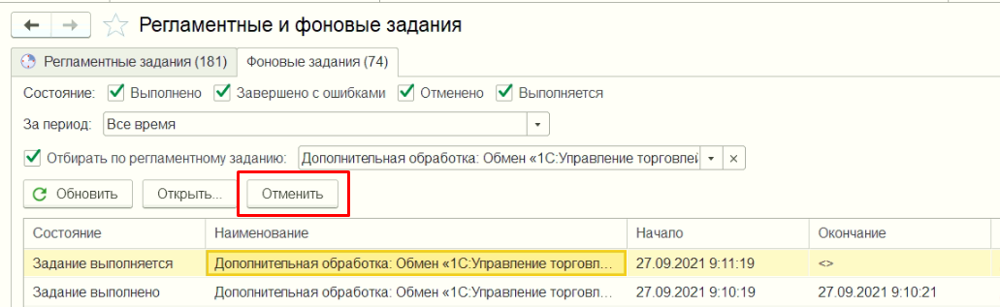 Регламентные и фоновые задания
Регламентные задания (181) Фоновые задания (74)
Состояние: Выполнено Завершено с ошибками Отменено Выполняется
За период: Все время
Отбирать по регламентному заданию: Дополнительная обработка: Обмен «1С:Управление торговлей
Обновить Открыть... Отменить
Состояние Наименование Начало Окончание
Задание выполняется Дополнительная обработка: Обмен «1С:Управление торговл... 27.09.2021 9:11:19 <>
Задание выполнено Дополнительная обработка: Обмен «1С:Управление торговл... 27.09.2021 9:10:19 27.09.2021 9:10:21